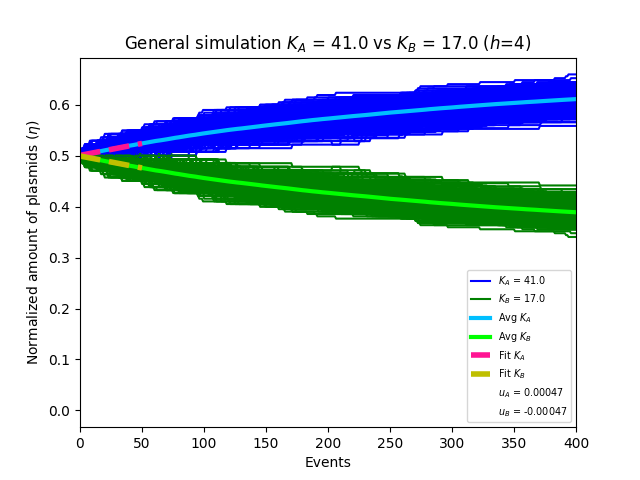 General simulation K_A = 41.0 vs K_B = 17.0 (h=4)
Normalized amount of plasmids (η)
0.6
0.5
0.4
0.3
0.2
0.1
0.0
K_A = 41.0
K_B = 17.0
Avg K_A
Avg K_B
Fit K_A
Fit K_B
u_A = 0.00047
u_B = -0.00047
0 50 100 150 200 250 300 350 400
Events